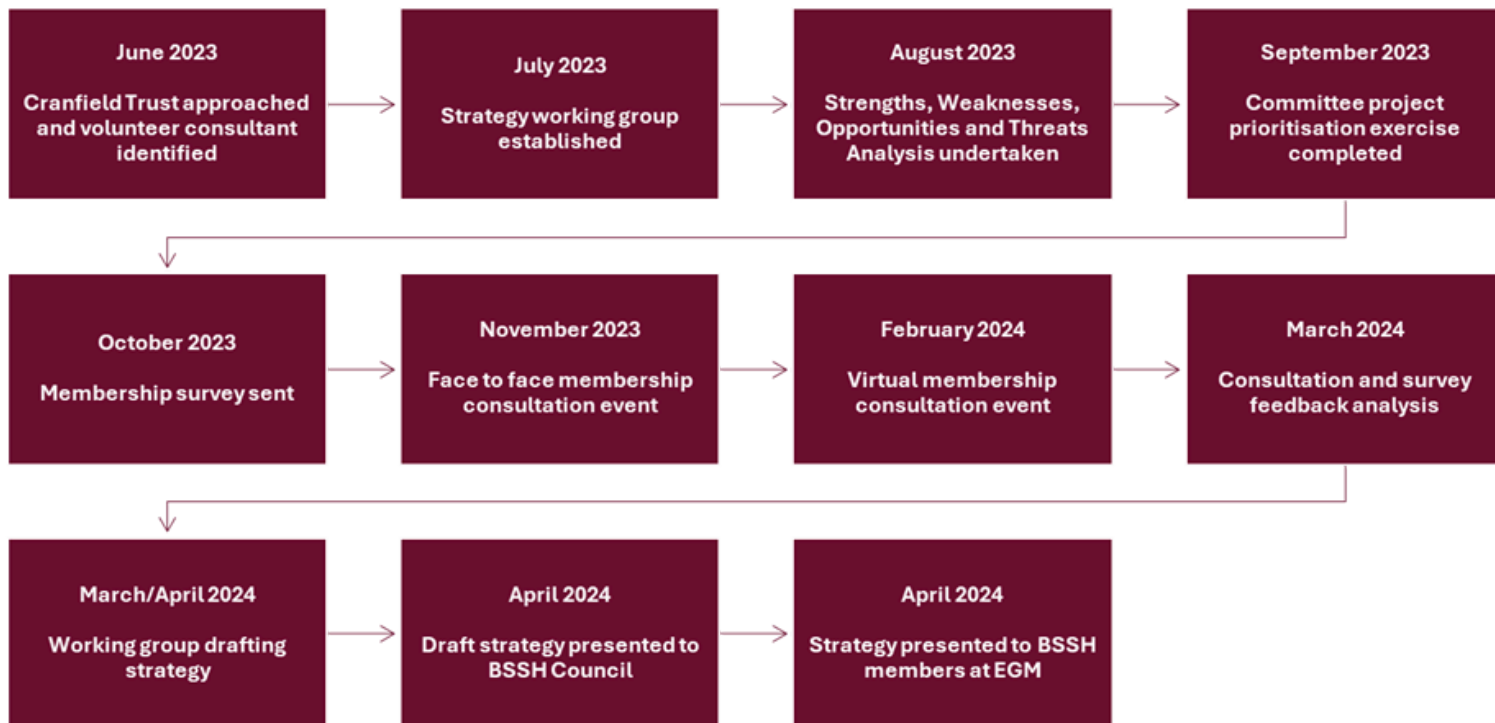 June 2023
Cranfield Trust approached
and volunteer consultant
identified
July 2023
Strategy working group
established
August 2023
Strengths, Weaknesses,
Opportunities and Threats
Analysis undertaken
September 2023
Committee project
prioritisation exercise
completed
October 2023
Membership survey sent
November 2023
Face to face membership
consultation event
February 2024
Virtual membership
consultation event
March 2024
Consultation and survey
feedback analysis
March/April 2024
Working group drafting
strategy
April 2024
Draft strategy presented to
BSSH Council
April 2024
Strategy presented to BSSH
members at EGM